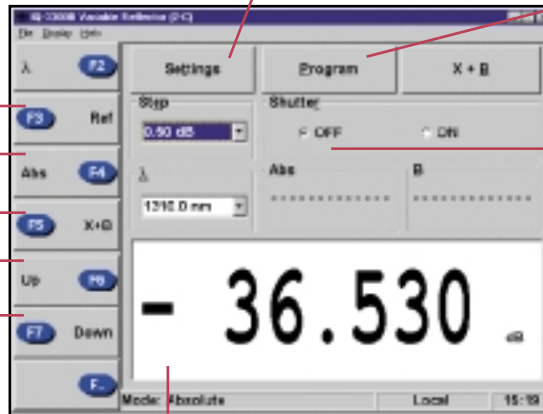 IQ-3300B Variable Reflector (2-C)
File Display Help
λ F2
F3 Ref
Abs F4
F5 X+B
Up F6
F7 Down
F..
Settings
Program
X + B
Step
0.50 dB
Shutter
OFF ON
λ
1310.0 nm
Abs
B
- 36.530 dB
Mode: Absolute Local 15:19